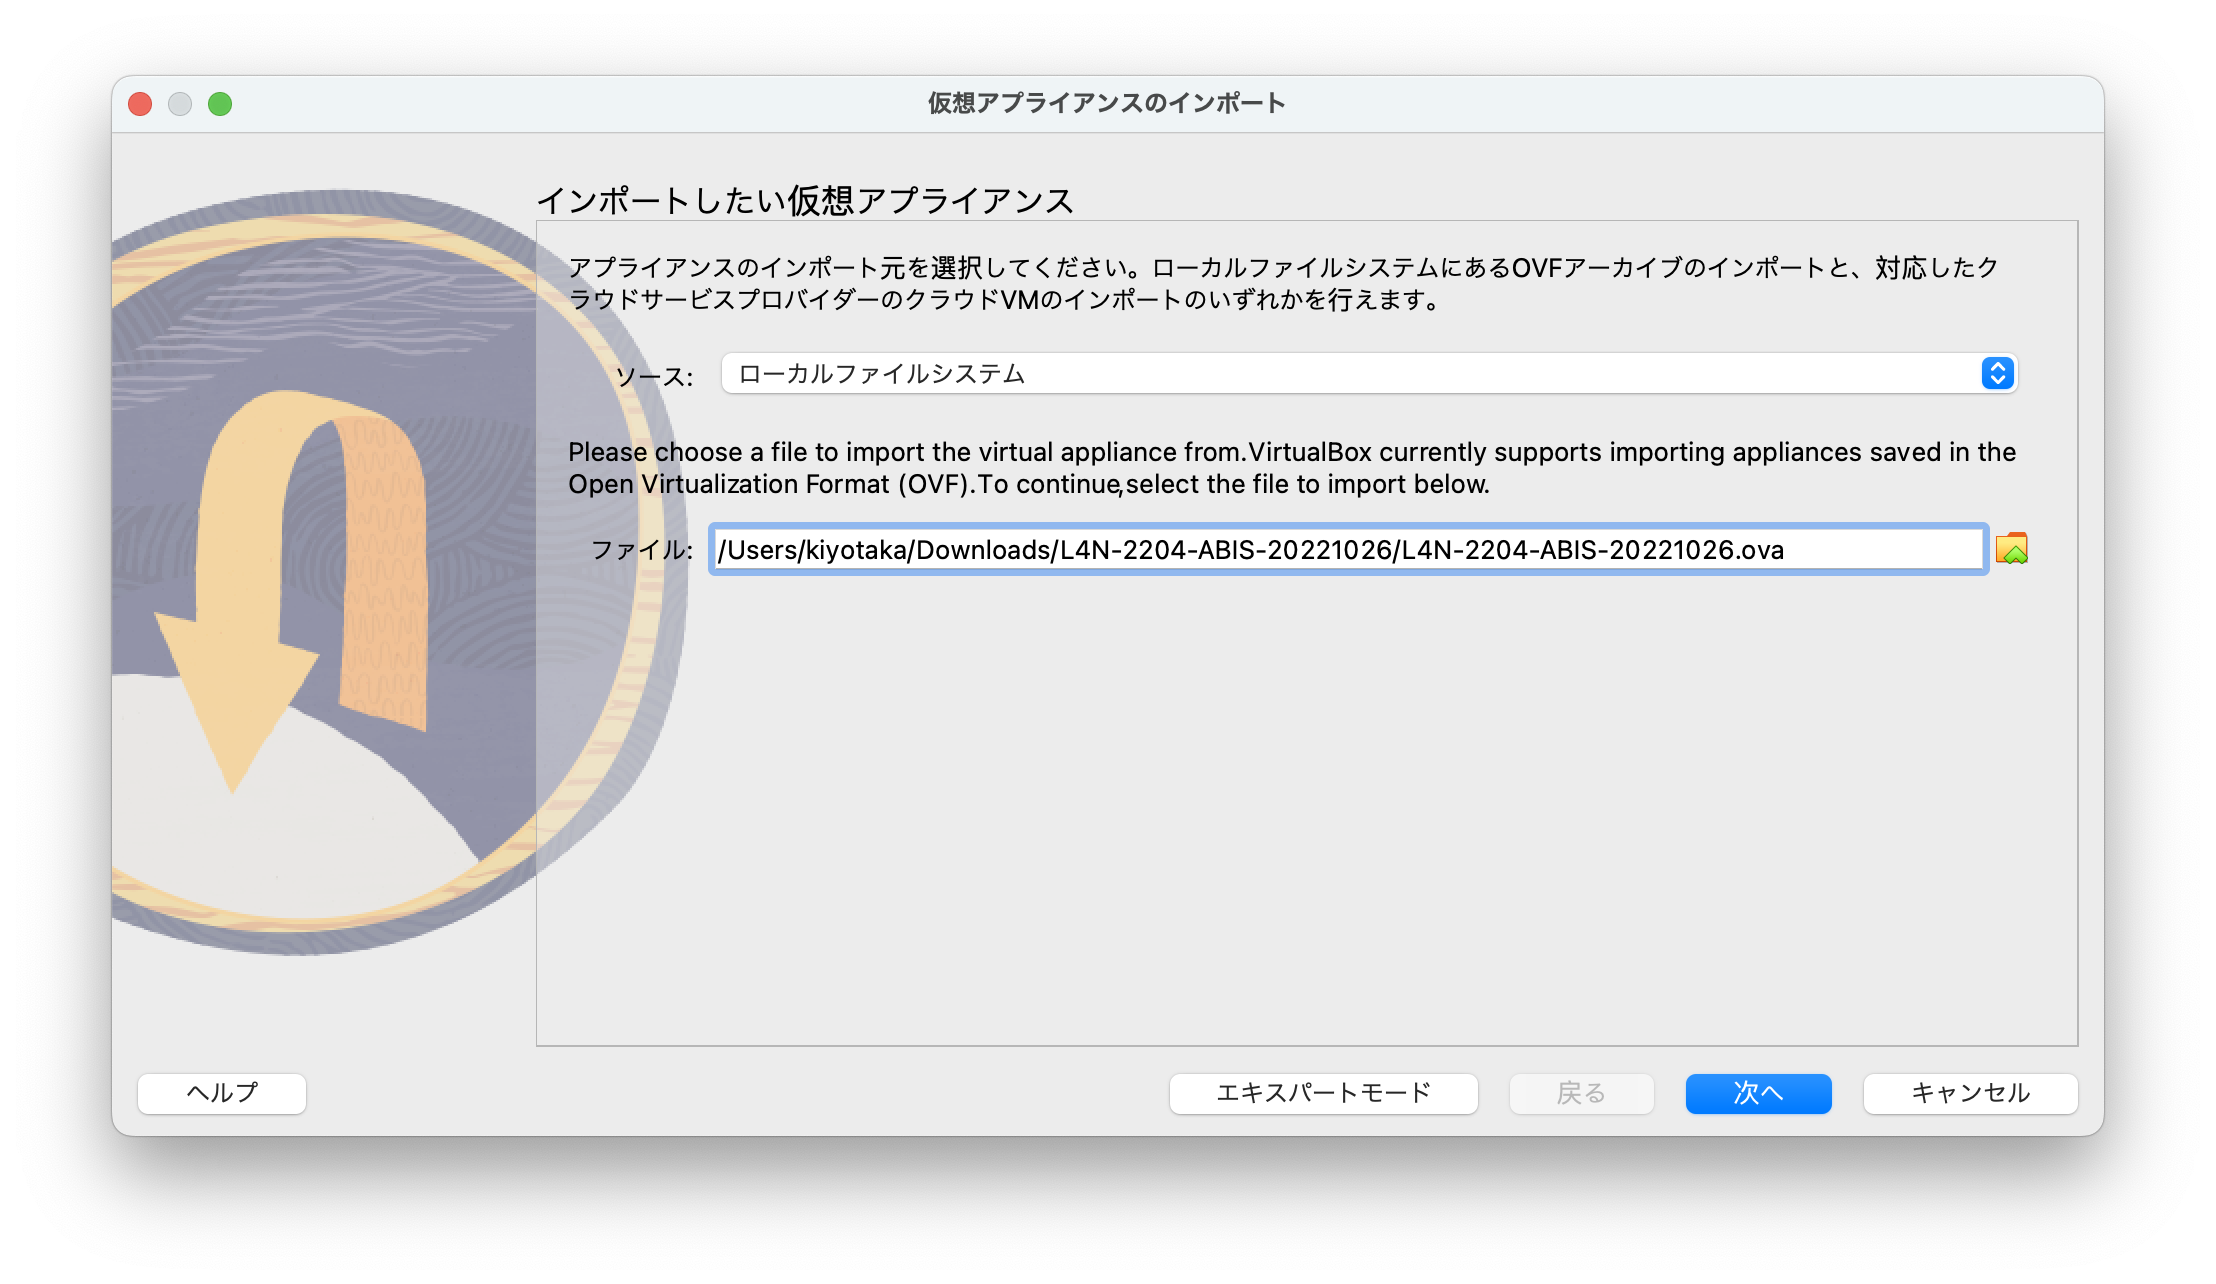 仮想アプライアンスのインポート
インポートしたい仮想アプライアンス
アプライアンスのインポート元を選択してください。ローカルファイルシステムにあるOVFアーカイブのインポートと、対応したク
ラウドサービスプロバイダーのクラウドVMのインポートのいずれかを行えます。
ソース: ローカルファイルシステム
Please choose a file to import the virtual appliance from.VirtualBox currently supports importing appliances saved in the
Open Virtualization Format (OVF).To continue,select the file to import below.
ファイル: /Users/kiyotaka/Downloads/L4N-2204-ABIS-20221026/L4N-2204-ABIS-20221026.ova
ヘルプ エキスパートモード 戻る 次へ キャンセル